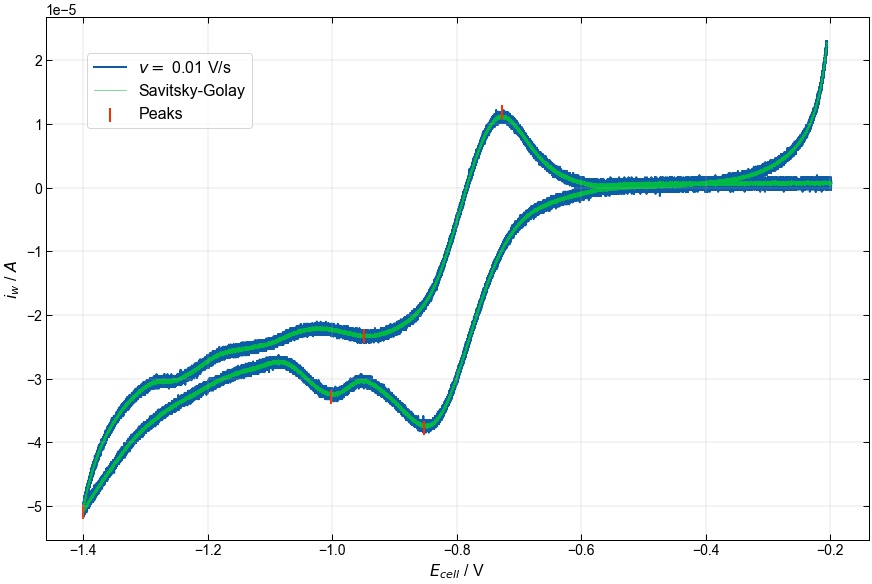 1e−5
v = 0.01 V/s
Savitsky-Golay
Peaks
2
1
0
−1
−2
−3
−4
−5
i_w / A
−1.4 −1.2 −1.0 −0.8 −0.6 −0.4 −0.2
E_cell / V